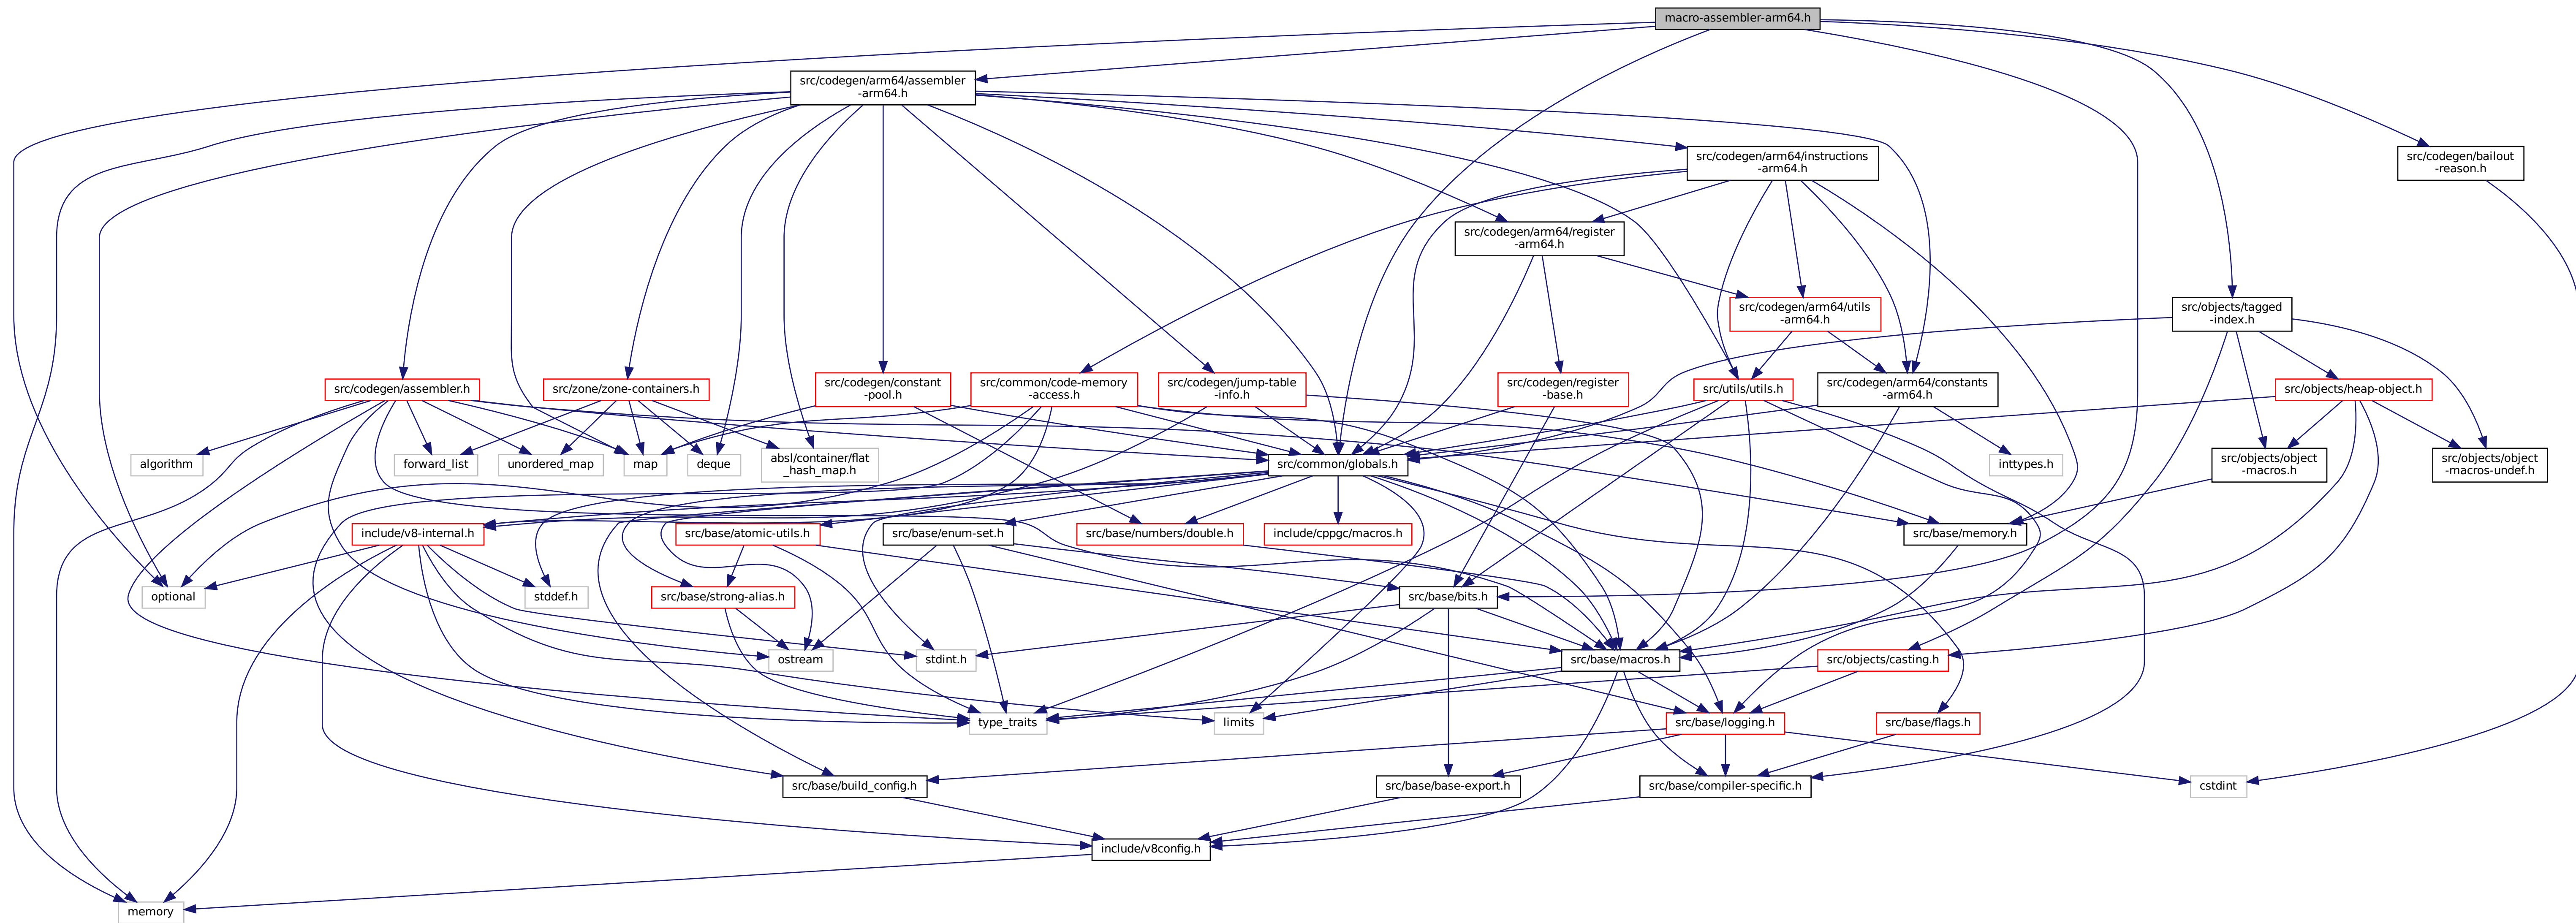 macro-assembler-arm64.h
src/codegen/arm64/assembler
-arm64.h
src/codegen/arm64/instructions
-arm64.h
src/codegen/bailout
-reason.h
src/codegen/arm64/register
-arm64.h
src/codegen/arm64/utils
-arm64.h
src/objects/tagged
-index.h
src/codegen/assembler.h
src/zone/zone-containers.h
src/codegen/constant
-pool.h
src/common/code-memory
-access.h
src/codegen/jump-table
-info.h
src/codegen/register
-base.h
src/utils/utils.h
src/codegen/arm64/constants
-arm64.h
src/objects/heap-object.h
algorithm
forward_list
unordered_map
map
deque
absl/container/flat
_hash_map.h
src/common/globals.h
inttypes.h
src/objects/object
-macros.h
src/objects/object
-macros-undef.h
include/v8-internal.h
src/base/atomic-utils.h
src/base/enum-set.h
src/base/numbers/double.h
include/cppgc/macros.h
src/base/memory.h
optional
stddef.h
src/base/strong-alias.h
src/base/bits.h
ostream
stdint.h
src/base/macros.h
src/objects/casting.h
type_traits
limits
src/base/logging.h
src/base/flags.h
src/base/build_config.h
src/base/base-export.h
src/base/compiler-specific.h
cstdint
include/v8config.h
memory